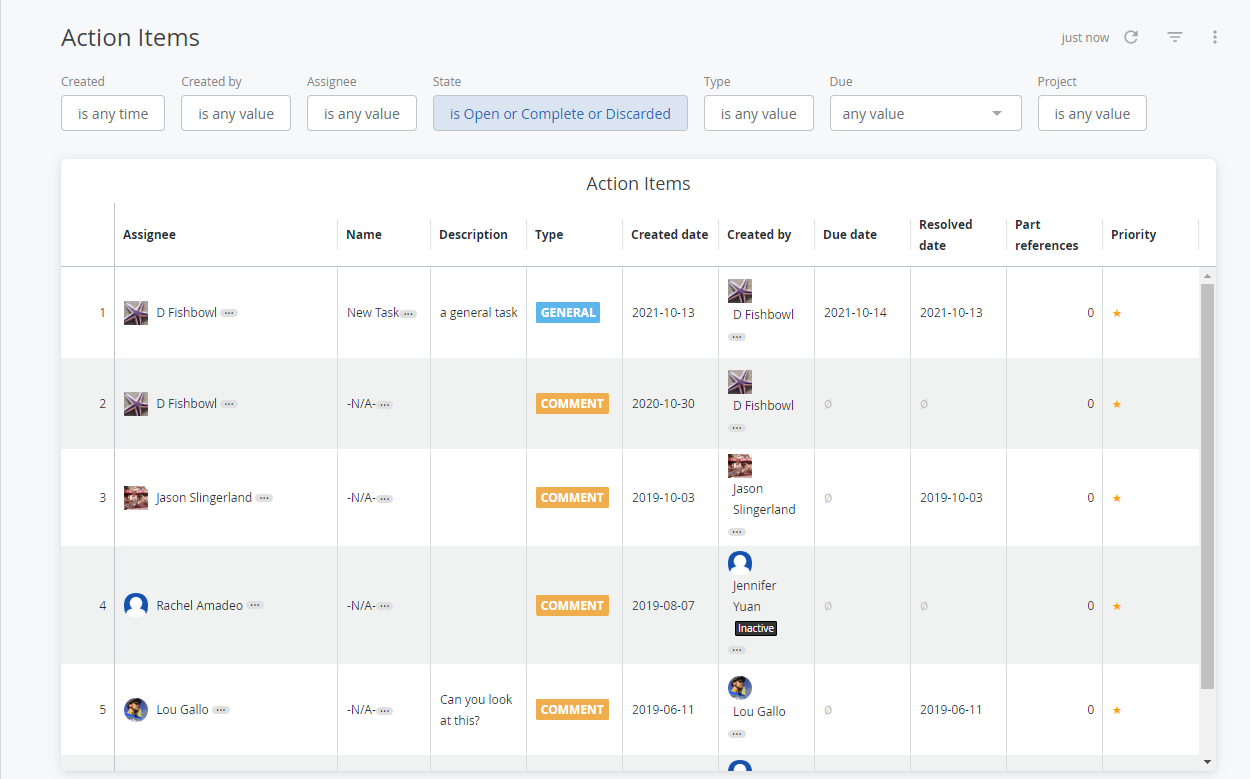 Action Items
just now
Created
Created by
Assignee
State
Type
Due
Project
is any time
is any value
is any value
is Open or Complete or Discarded
is any value
any value
is any value
Action Items
Assignee
Name
Description
Type
Created date
Created by
Due date
Resolved
date
Part
references
Priority
1
D Fishbowl
New Task
a general task
GENERAL
2021-10-13
D Fishbowl
2021-10-14
2021-10-13
0
2
D Fishbowl
-N/A-
COMMENT
2020-10-30
D Fishbowl
Ø
Ø
0
3
Jason Slingerland
-N/A-
COMMENT
2019-10-03
Jason
Slingerland
Ø
2019-10-03
0
4
Rachel Amadeo
-N/A-
COMMENT
2019-08-07
Jennifer
Yuan
Inactive
Ø
Ø
0
5
Lou Gallo
-N/A-
Can you look
at this?
COMMENT
2019-06-11
Lou Gallo
Ø
2019-06-11
0